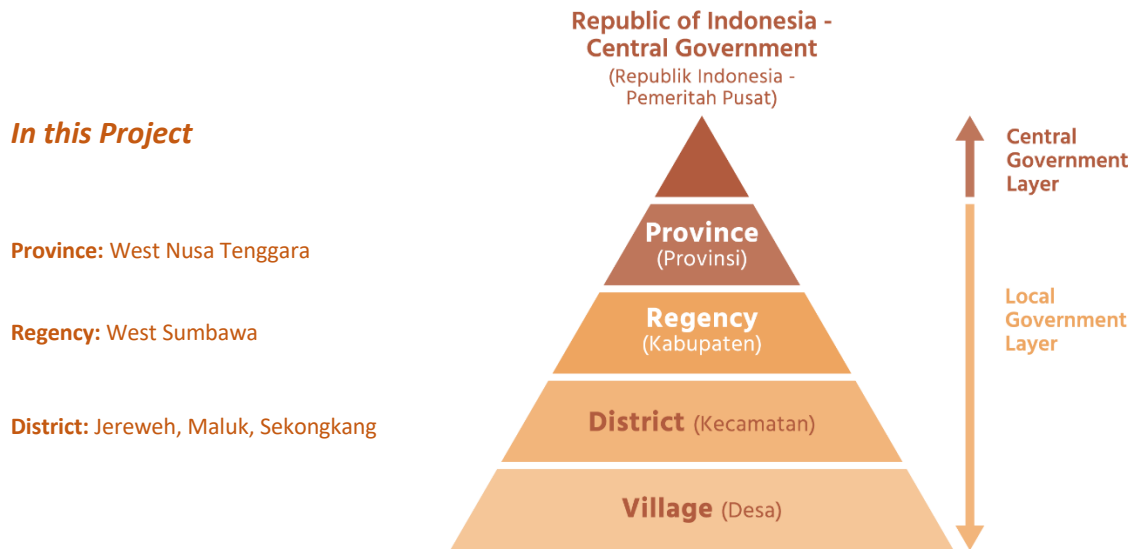 Republic of Indonesia -
Central Government
(Republik Indonesia -
Pemeritah Pusat)
In this Project
Central
Government
Layer
Province: West Nusa Tenggara
Province
(Provinsi)
Regency: West Sumbawa
Regency
(Kabupaten)
Local
Government
Layer
District: Jereweh, Maluk, Sekongkang
District (Kecamatan)
Village (Desa)